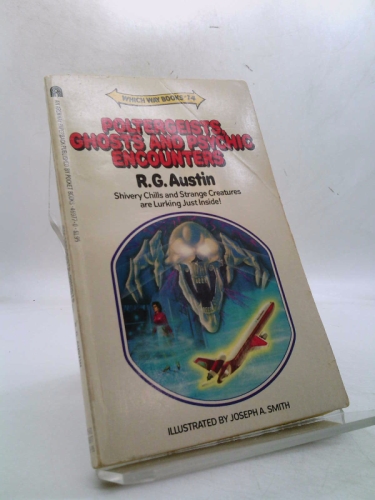 WHICH WAY BOOKS #14
POLTERGEISTS,
GHOSTS AND PSYCHIC
ENCOUNTERS
R.G. Austin
Shivery Chills and Strange Creatures
are Lurking Just Inside!
ILLUSTRATED BY JOSEPH A. SMITH